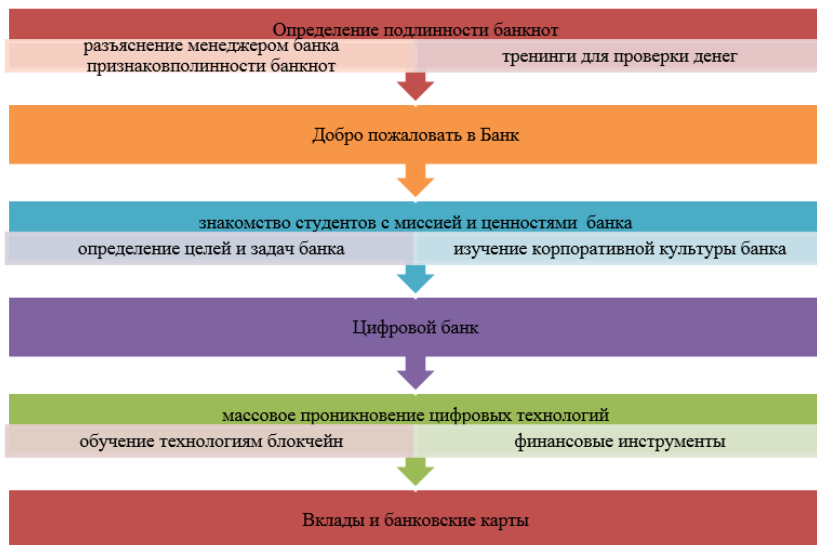 Определение подлинности банкнот
разъяснение менеджером банка
признаковполинности банкнот
тренинги для проверки денег
Добро пожаловать в Банк
знакомство студентов с миссией и ценностями банка
определение целей и задач банка
изучение корпоративной культуры банка
Цифровой банк
массовое проникновение цифровых технологий
обучение технологиям блокчейн
финансовые инструменты
Вклады и банковские карты